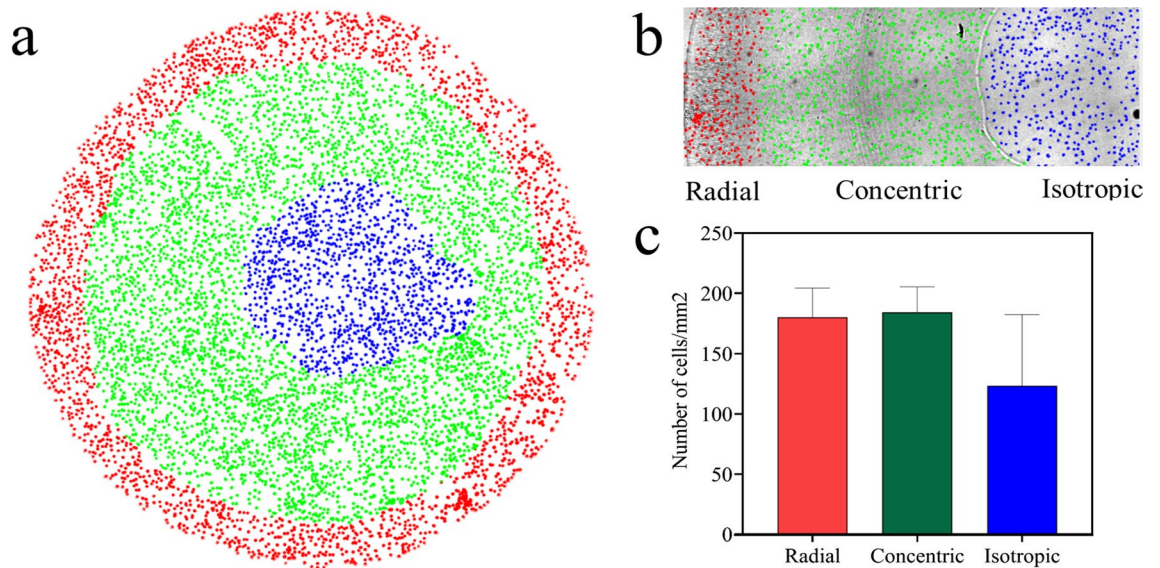 a
b
Radial Concentric Isotropic
c
Number of cells/mm2
250
200
150
100
50
0
Radial Concentric Isotropic